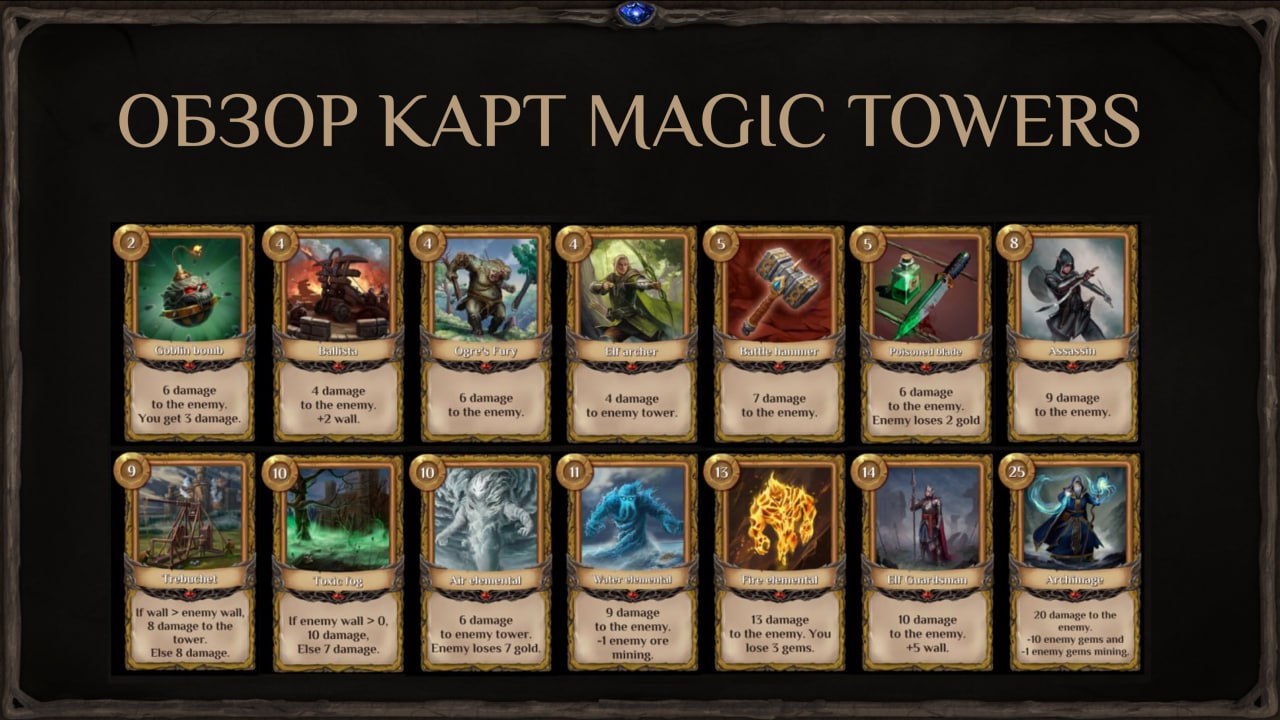 ОБЗОР КАРТ MAGIC TOWERS
2
Goblin bomb
6 damage
to the enemy.
You get 3 damage.
4
Ballista
4 damage
to the enemy.
+2 wall.
4
Ogre's Fury
6 damage
to the enemy.
4
Elf archer
4 damage
to enemy tower.
5
Battle hammer
7 damage
to the enemy.
5
Poisoned blade
6 damage
to the enemy.
Enemy loses 2 gold
8
Assassin
9 damage
to the enemy.
9
Trebuchet
If wall > enemy wall,
8 damage to the
tower.
Else 8 damage.
10
Toxic fog
If enemy wall > 0,
10 damage,
Else 7 damage.
10
Air elemental
6 damage
to enemy tower.
Enemy loses 7 gold.
11
Water elemental
9 damage
to the enemy.
-1 enemy ore
mining.
13
Fire elemental
13 damage
to the enemy. You
lose 3 gems.
14
Elf Guardsman
10 damage
to the enemy.
+5 wall.
25
Archimage
20 damage to the
enemy.
-10 enemy gems and
-1 enemy gems mining.